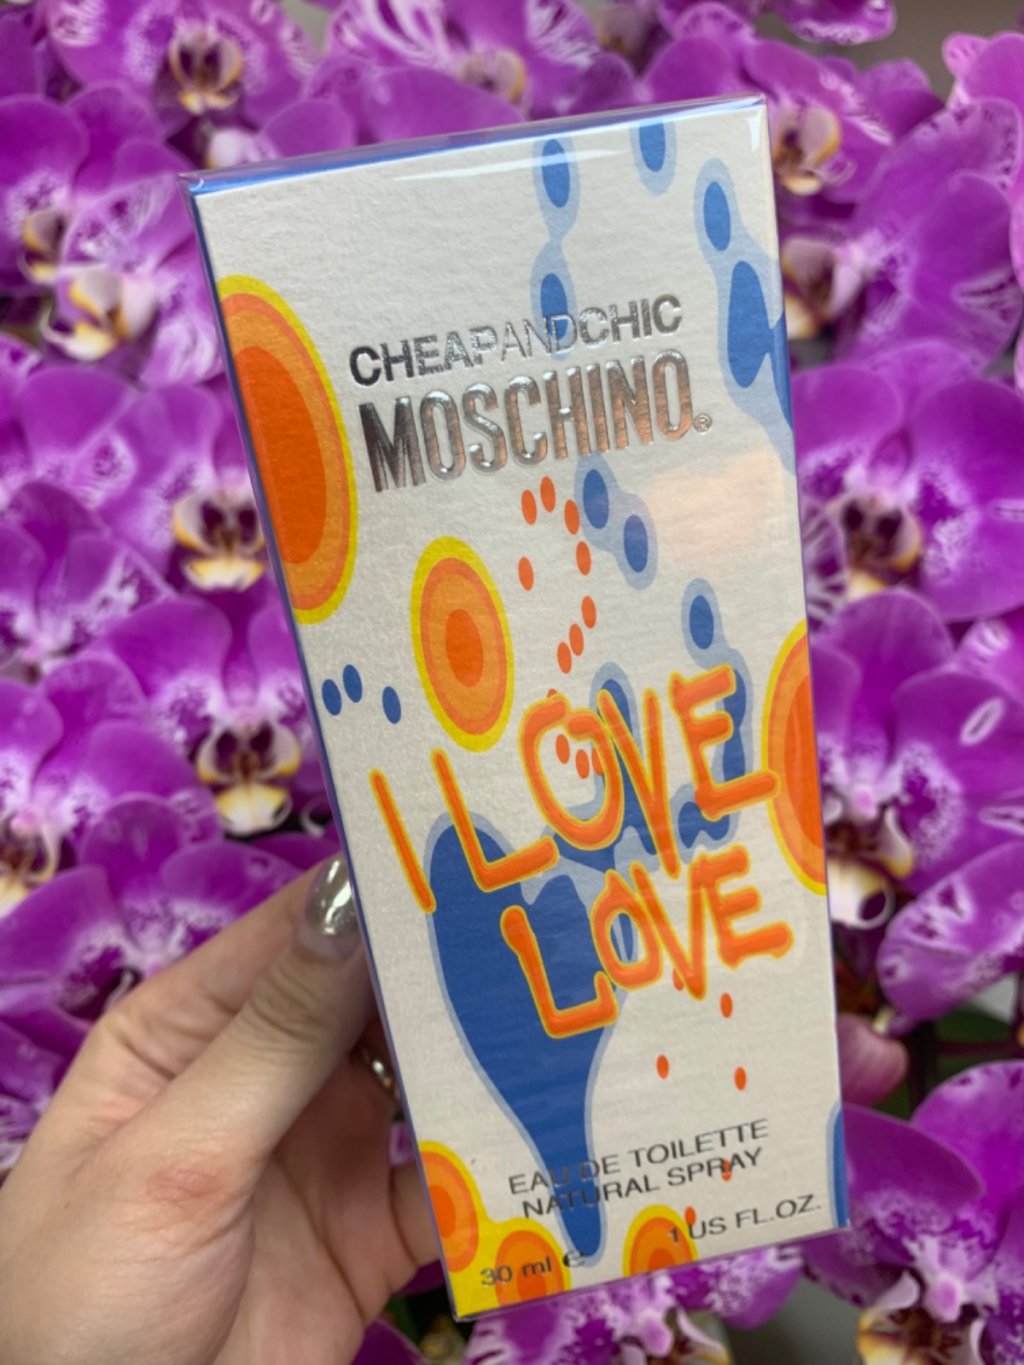 CHEAPANDCHIC
MOSCHINO®
I LOVE
LOVE
EAU DE TOILETTE
NATURAL SPRAY
30 ml ℮
1 US FL.OZ.